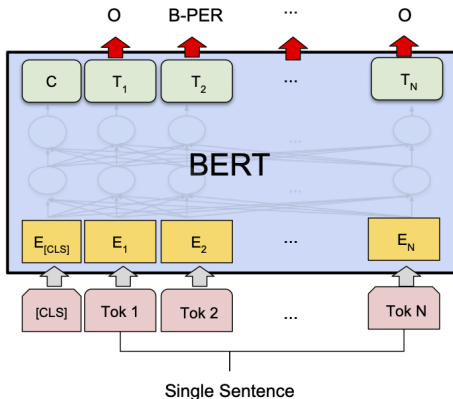 O B-PER ... O
C T1 T2 ... TN
...
BERT
...
E[CLS] E1 E2 ... EN
[CLS] Tok 1 Tok 2 ... Tok N
Single Sentence